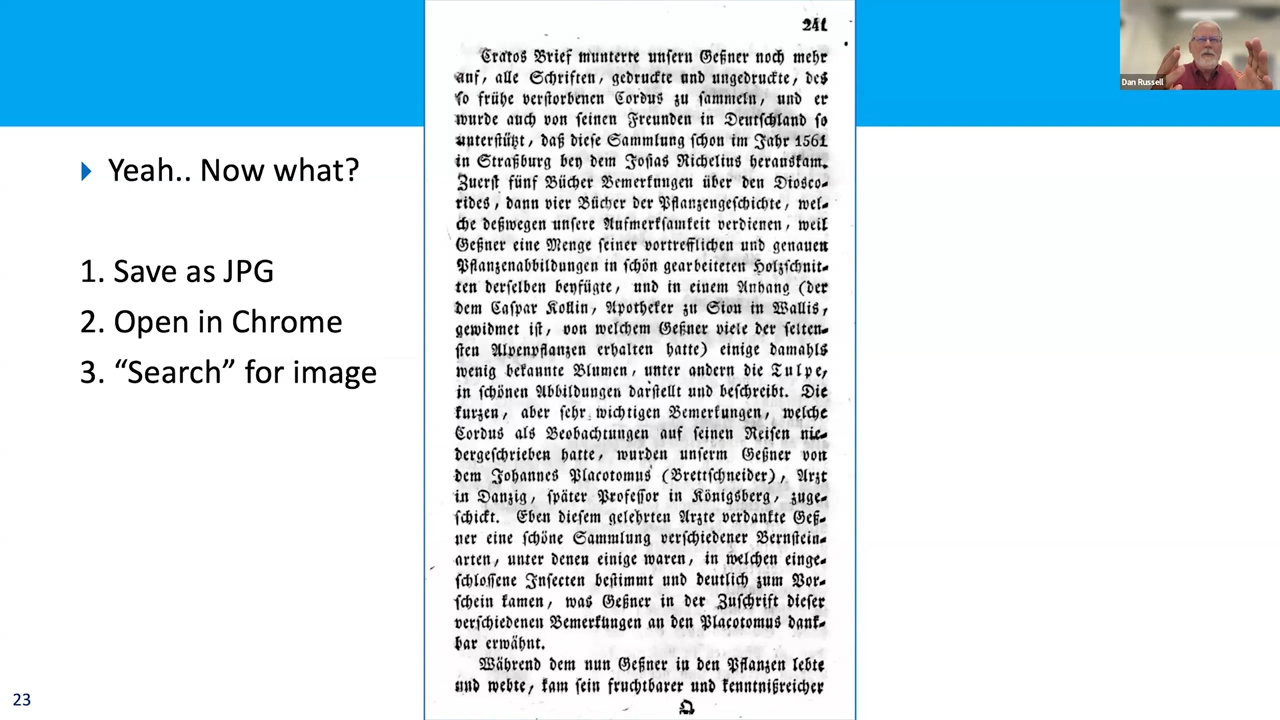 Dan Russell
Yeah.. Now what?
1. Save as JPG
2. Open in Chrome
3. “Search” for image
23
241
Cratos Brief munterte unsern Geßner noch mehr
auf, alle Schriften, gedruckte und ungedruckte, des
so frühe verstorbenen Cordus zu sammeln, und er
wurde auch von seinen Freunden in Deutschland so
unterstüßt, daß diese Sammlung schon im Jahr 1561
in Straßburg bey dem Josias Richelius herauskam.
Zuerst fünf Bücher Bemerkungen über den Diosco-
rides, dann vier Bücher der Pflanzengeschichte, wel-
che deßwegen unsere Aufmerksamkeit verdienen, weil
Geßner eine Menge seiner vortrefflichen und genauen
Pflanzenabbildungen in schön gearbeiteten Holzschnit-
ten derselben beyfügte, und in einem Anhang (der
dem Caspar Kollin, Apotheker zu Sion in Wallis,
gewidmet ist, von welchem Geßner viele der selten-
sten Alpenpflanzen erhalten hatte) einige damahls
wenig bekannte Blumen, unter andern die Tulpe,
in schönen Abbildungen darstellt und beschreibt. Die
kurzen, aber sehr wichtigen Bemerkungen, welche
Cordus als Beobachtungen auf seinen Reisen nie-
dergeschrieben hatte, wurden unserm Geßner von
dem Johannes Placotomus (Brettschneider), Arzt
in Danzig, später Professor in Königsberg, zuge-
schickt. Eben diesem gelehrten Arzte verdankte Geß-
ner eine schöne Sammlung verschiedener Bernstein-
arten, unter denen einige waren, in welchen einge-
schlossene Insecten bestimmt und deutlich zum Vor-
schein kamen, was Geßner in der Zuschrift dieser
verschiedenen Bemerkungen an den Placotomus dank-
bar erwähnt.
Während dem nun Geßner in den Pflanzen lebte
und webte, kam sein fruchtbarer und kenntnißreicher
Q